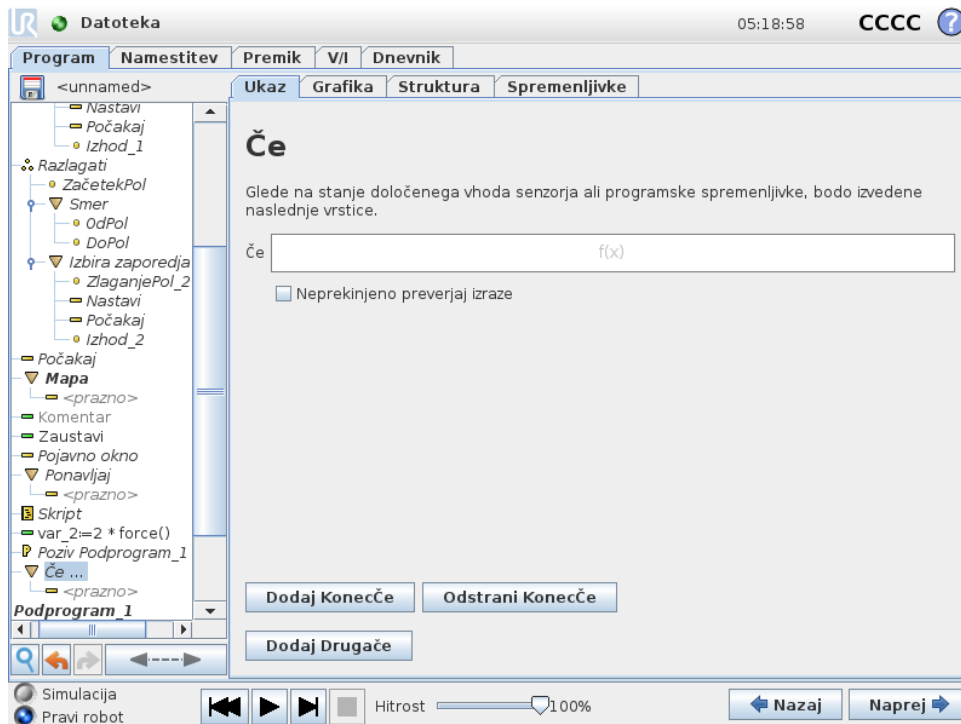 UR Datoteka 05:18:58 CCCC ?
Program Namestitev Premik V/I Dnevnik
<unnamed>
Nastavi
Počakaj
Izhod_1
Razlagati
ZačetekPol
Smer
OdPol
DoPol
Izbira zaporedja
ZlaganjePol_2
Nastavi
Počakaj
Izhod_2
Počakaj
Mapa
<prazno>
Komentar
Zaustavi
Pojavno okno
Ponavljaj
<prazno>
Skript
var_2:=2 * force()
P Poziv Podprogram_1
Če ...
<prazno>
Podprogram_1
Ukaz Grafika Struktura Spremenljivke
Če
Glede na stanje določenega vhoda senzorja ali programske spremenljivke, bodo izvedene
naslednje vrstice.
Če f(x)
Neprekinjeno preverjaj izraze
Dodaj KonecČe Odstrani KonecČe
Dodaj Drugače
Simulacija
Pravi robot
Hitrost 100%
Nazaj Naprej